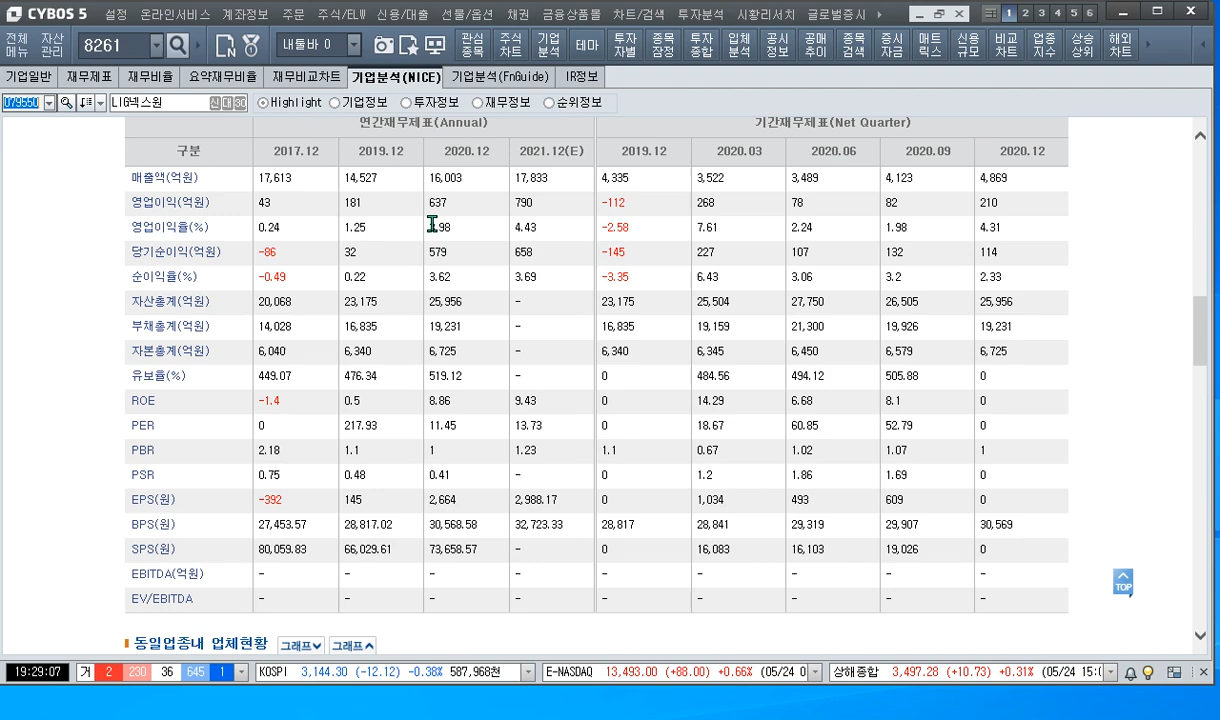 CYBOS 5 설정 온라인서비스 계좌정보 주문 주식/ELW 신용/대출 선물/옵션 채권 금융상품몰 차트/검색 투자분석 시황리서치 글로벌증시 1 2 3 4 5 6
전체메뉴 자산관리 8261 내툴바 0 관심종목 주식차트 기업분석 테마 투자자별 종목잠정 투자종합 입체분석 공시정보 공매추이 종목검색 증시자금 매트릭스 신용규모 비교차트 업종지수 상승상위 해외차트
기업일반 재무제표 재무비율 요약재무비율 재무비교차트 기업분석(NICE) 기업분석(FnGuide) IR정보
079550 LIG넥스원 신 대 30 Highlight 기업정보 투자정보 재무정보 순위정보
구분 연간재무제표(Annual) 기간재무제표(Net Quarter)
2017.12 2019.12 2020.12 2021.12(E) 2019.12 2020.03 2020.06 2020.09 2020.12
매출액(억원) 17,613 14,527 16,003 17,833 4,335 3,522 3,489 4,123 4,869
영업이익(억원) 43 181 637 790 -112 268 78 82 210
영업이익률(%) 0.24 1.25 .98 4.43 -2.58 7.61 2.24 1.98 4.31
당기순이익(억원) -86 32 579 658 -145 227 107 132 114
순이익률(%) -0.49 0.22 3.62 3.69 -3.35 6.43 3.06 3.2 2.33
자산총계(억원) 20,068 23,175 25,956 - 23,175 25,504 27,750 26,505 25,956
부채총계(억원) 14,028 16,835 19,231 - 16,835 19,159 21,300 19,926 19,231
자본총계(억원) 6,040 6,340 6,725 - 6,340 6,345 6,450 6,579 6,725
유보율(%) 449.07 476.34 519.12 - 0 484.56 494.12 505.88 0
ROE -1.4 0.5 8.86 9.43 0 14.29 6.68 8.1 0
PER 0 217.93 11.45 13.73 18.67 60.85 52.79
PBR 2.18 1.1 1 1.23 1.1 0.67 1.02 1.07 1
PSR 0.75 0.48 0.41 - 1.2 1.86 1.69
EPS(원) -392 145 2,664 2,988.17 0 1,034 493 609 0
BPS(원) 27,453.57 28,817.02 30,568.58 32,723.33 28,817 28,841 29,319 29,907 30,569
SPS(원) 80,059.83 66,029.61 73,658.57 - 0 16,083 16,103 19,026 0
EBITDA(억원) - - - - - - - - -
EV/EBITDA - - - - - - - - -
TOP
동일업종내 업체현황 그래프 그래프
19:29:07 거 2 230 36 645 1 KOSPI 3,144.30 (-12.12) -0.38% 587,968천 E-NASDAQ 13,493.00 (+88.00) +0.66% (05/24 0 상해종합 3,497.28 (+10.73) +0.31% (05/24 15:(